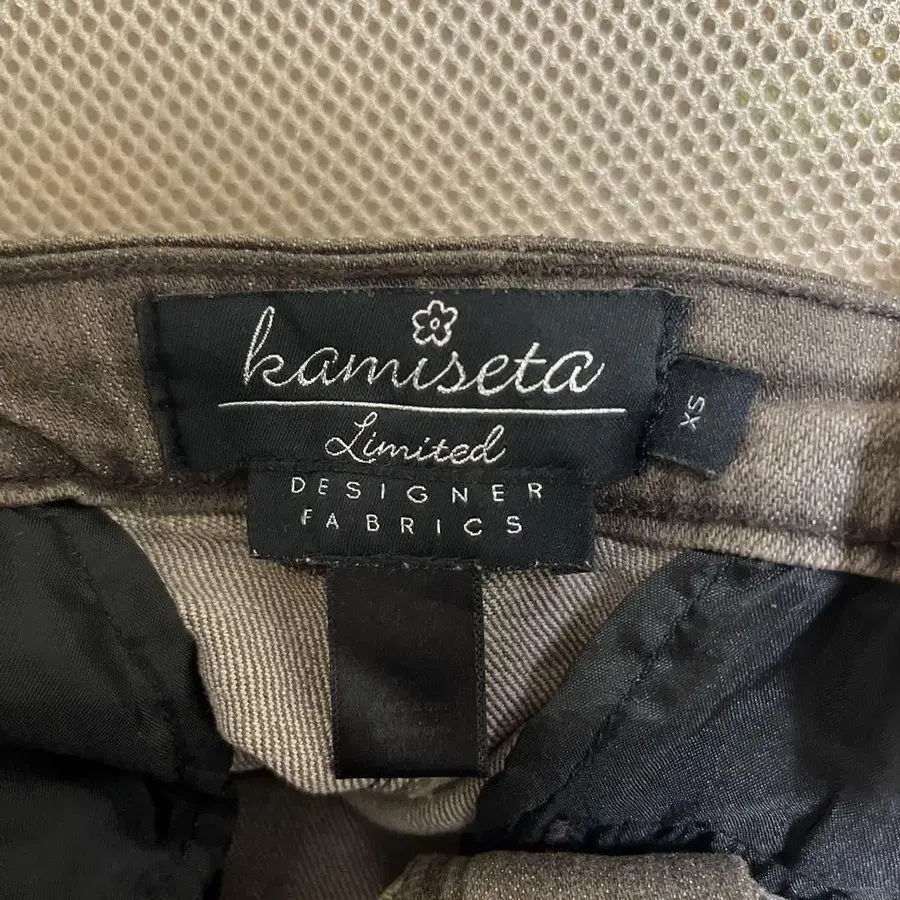 kamiseta
Limited
XS
DESIGNER
FABRICS